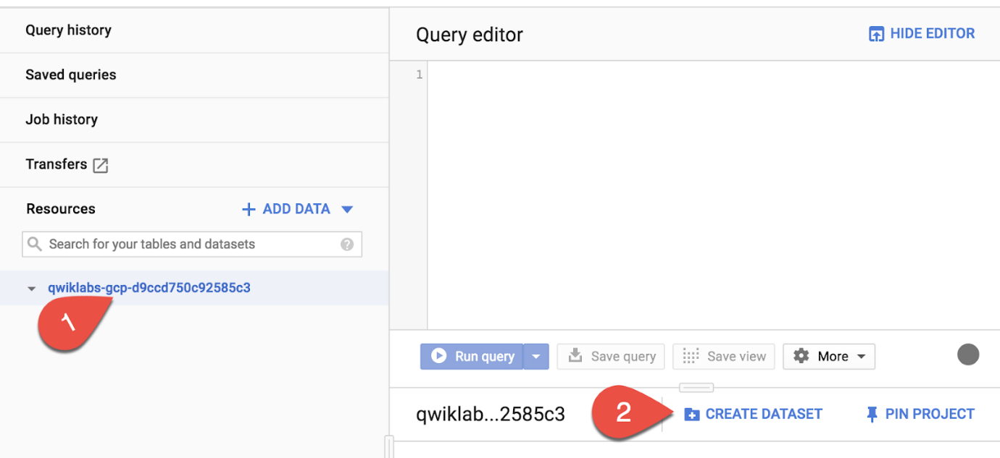 Query history
Saved queries
Job history
Transfers
Resources
ADD DATA
Search for your tables and datasets
?
qwiklabs-gcp-d9ccd750c92585c3
1
Query editor
HIDE EDITOR
1
Run query
Save query
Save view
More
qwiklab...2585c3
2
CREATE DATASET
PIN PROJECT